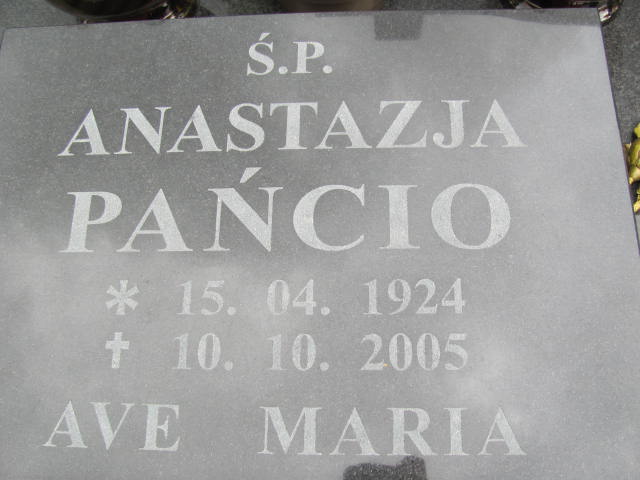 Ś.P.
ANASTAZJA
PAŃCIO
* 15. 04. 1924
✝ 10. 10. 2005
AVE MARIA